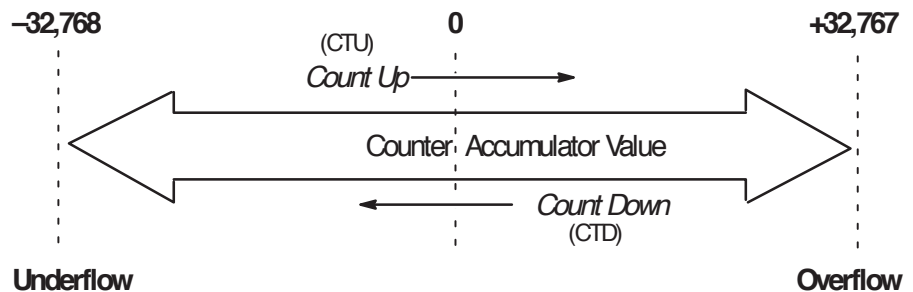 –32,768 0 +32,767
(CTU)
Count Up
Counter Accumulator Value
Count Down
(CTD)
Underflow Overflow